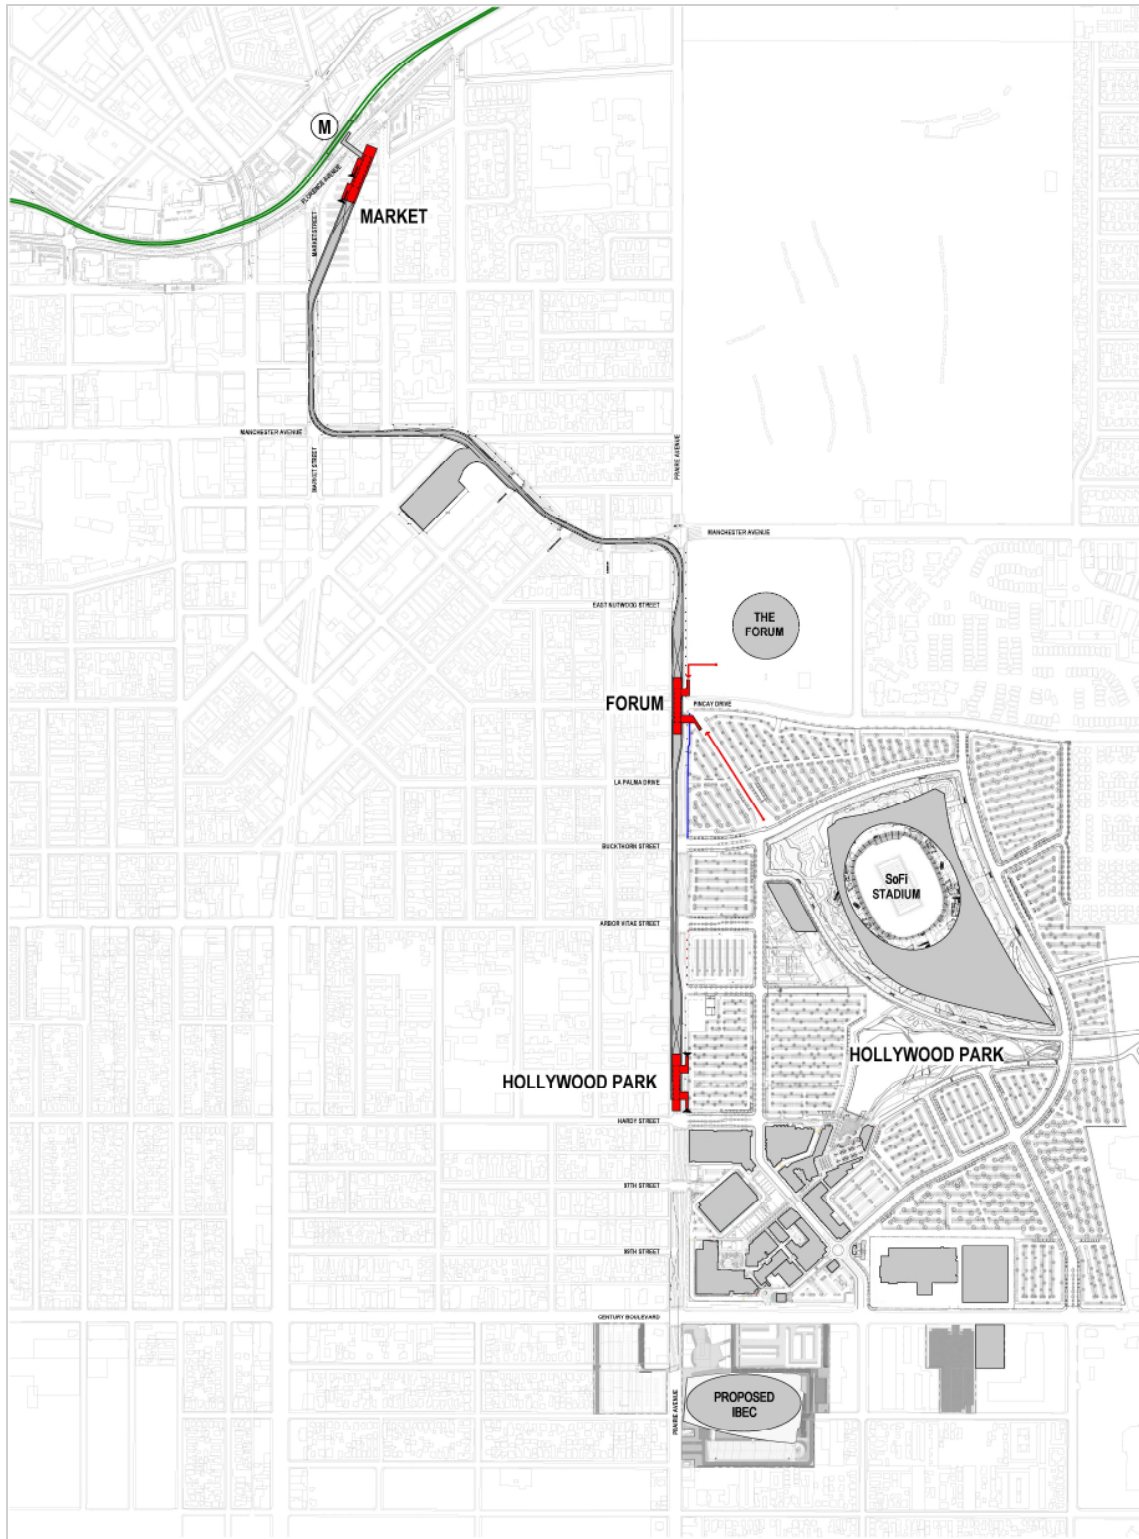 M
FLORENCE AVENUE
MARKET
MARKET STREET
MANCHESTER AVENUE
MARKET STREET
PRAIRIE AVENUE
MANCHESTER AVENUE
EAST NUTWOOD STREET
THE
FORUM
FORUM
PINCAY DRIVE
LA PALMA DRIVE
BUCKTHORN STREET
SoFi
STADIUM
ARBOR VITAE STREET
HOLLYWOOD PARK
HOLLYWOOD PARK
HARDY STREET
97TH STREET
99TH STREET
CENTURY BOULEVARD
PROPOSED
IBEC
PRAIRIE AVENUE